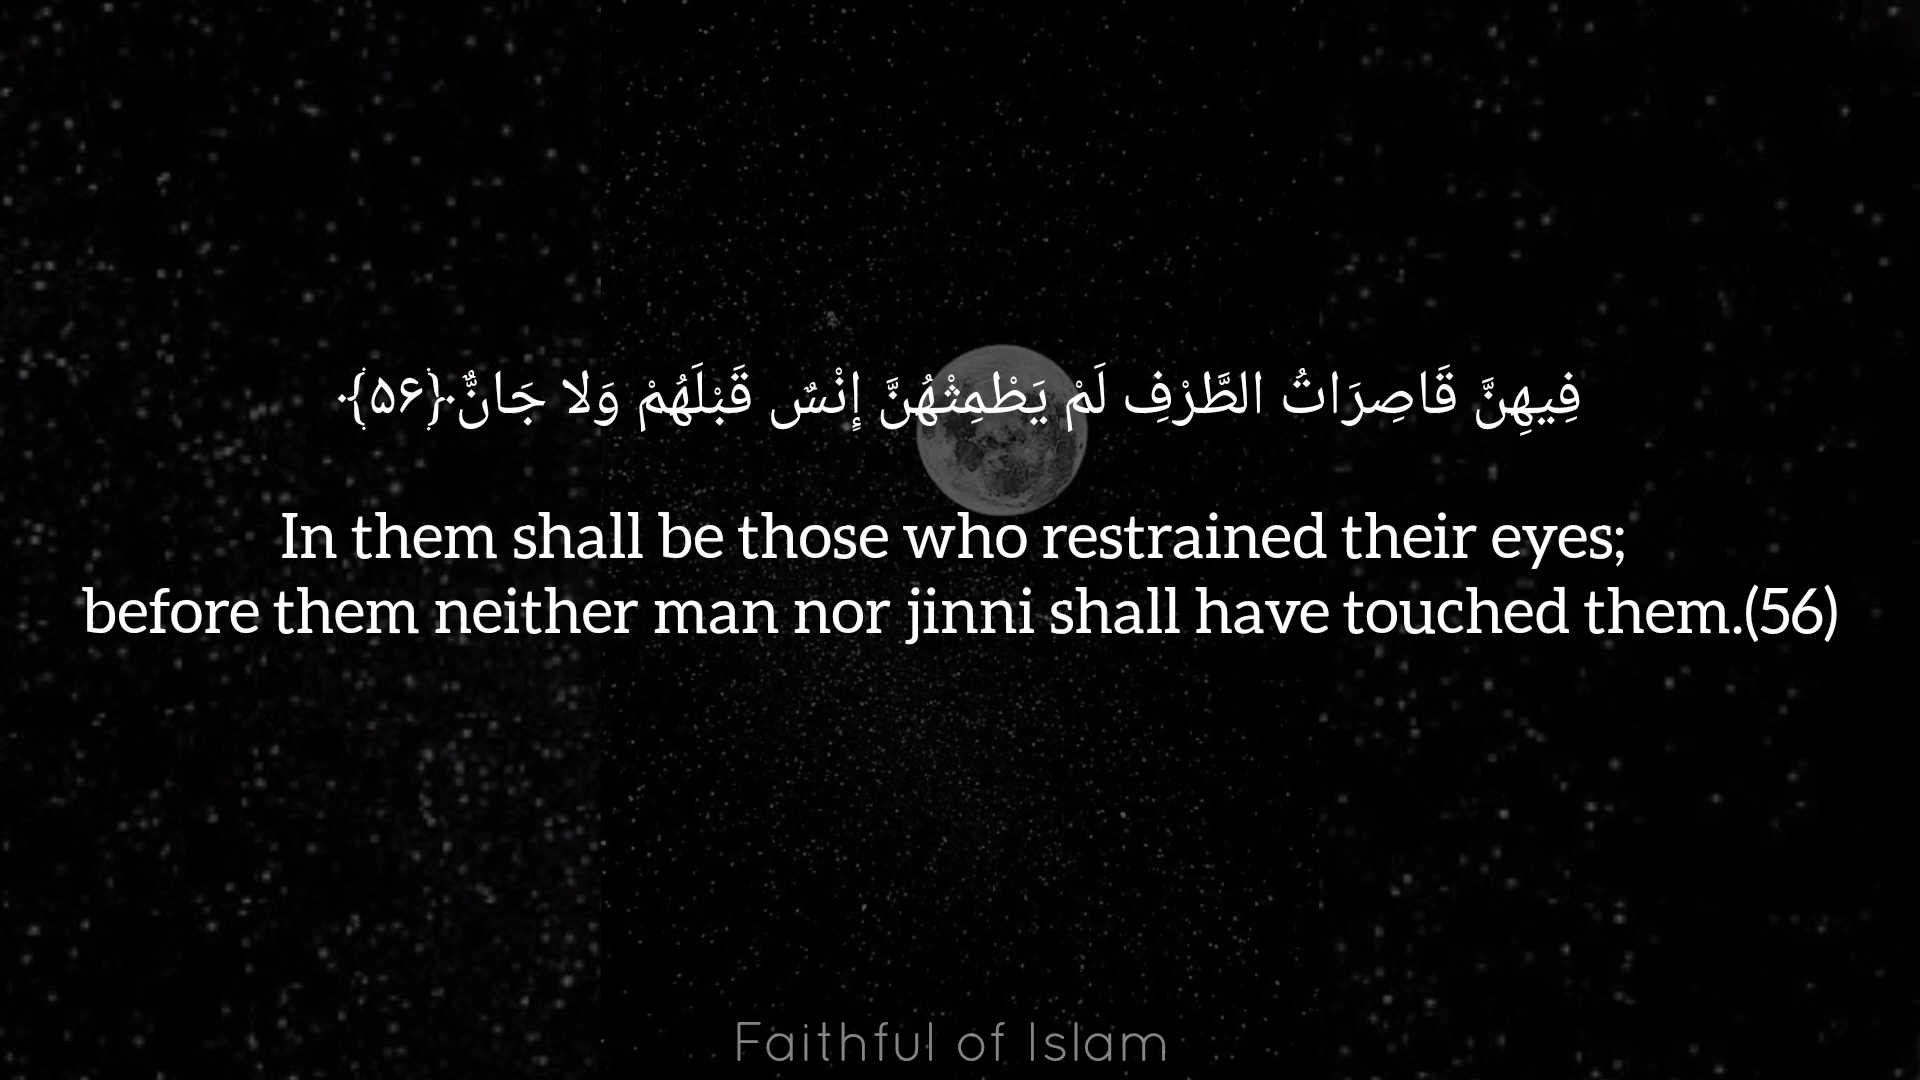 فِيهِنَّ قَاصِرَاتُ الطَّرْفِ لَمْ يَطْمِثْهُنَّ إِنْسٌ قَبْلَهُمْ وَلا جَانٌّ﴿۵۶﴾
In them shall be those who restrained their eyes;
before them neither man nor jinni shall have touched them.(56)
Faithful of Islam